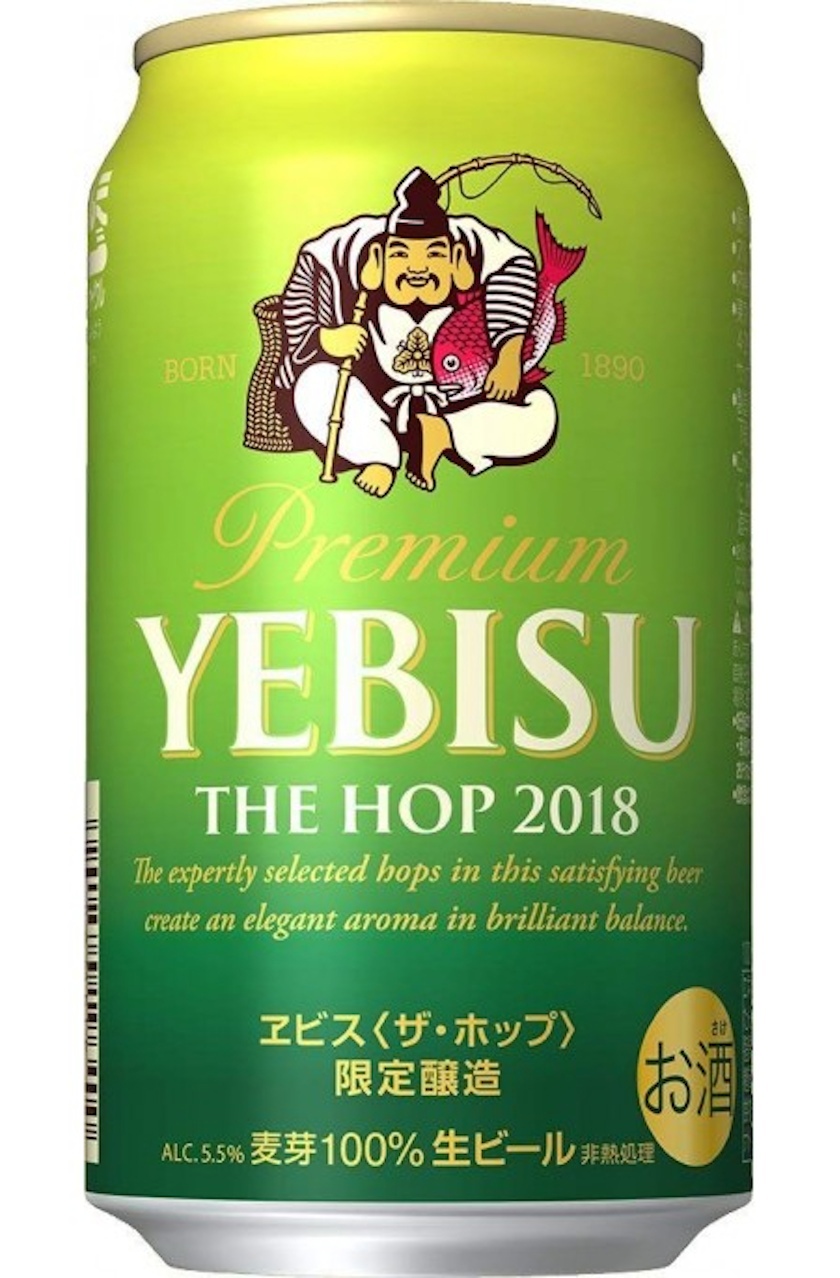 BORN 1890
Premium
YEBISU
THE HOP 2018
The expertly selected hops in this satisfying beer
create an elegant aroma in brilliant balance.
ヱビス〈ザ・ホップ〉
限定醸造
ALC.5.5% 麦芽100% 生ビール 非熱処理
さけ
お酒